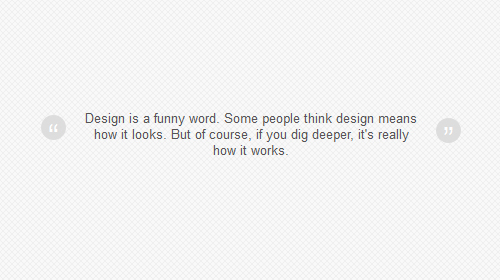 “ Design is a funny word. Some people think design means ”
how it looks. But of course, if you dig deeper, it's really
how it works.